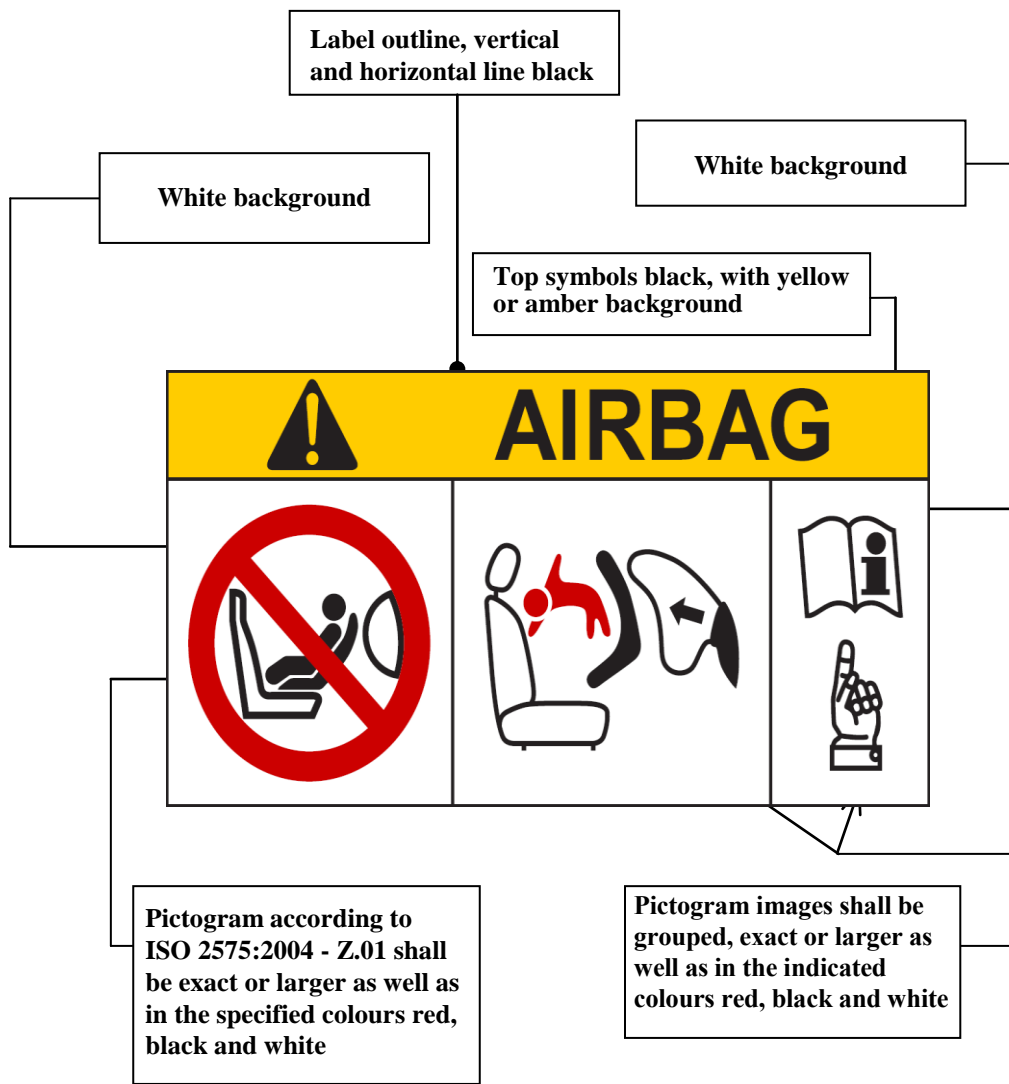 Label outline, vertical
and horizontal line black
White background
White background
Top symbols black, with yellow
or amber background
AIRBAG
Pictogram according to
ISO 2575:2004 - Z.01 shall
be exact or larger as well as
in the specified colours red,
black and white
Pictogram images shall be
grouped, exact or larger as
well as in the indicated
colours red, black and white